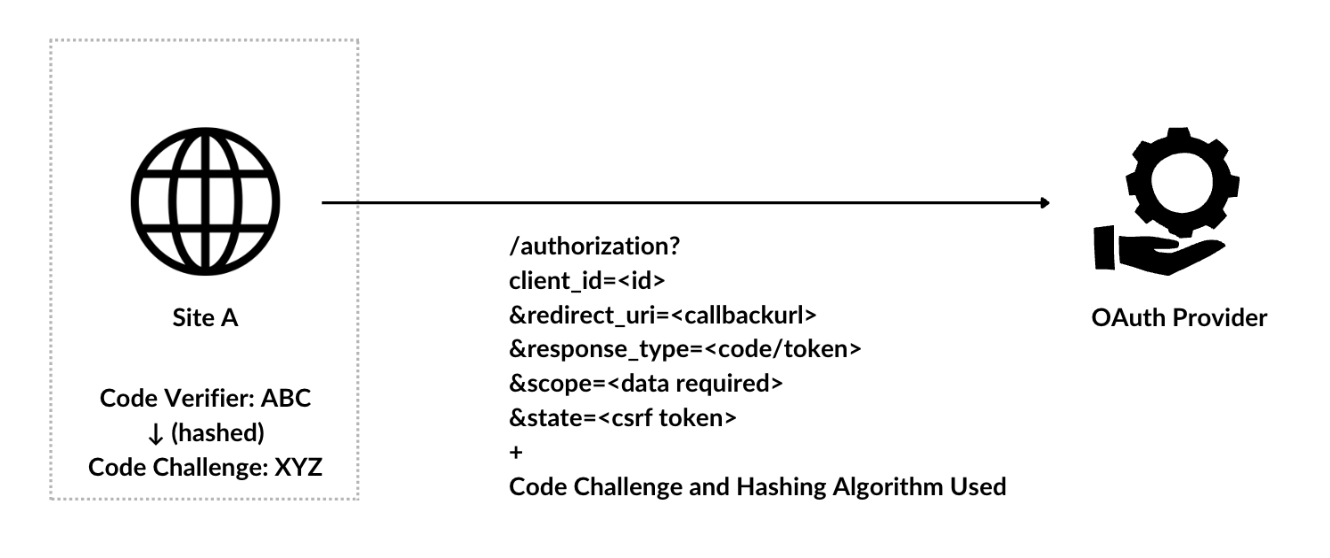 /authorization?
client_id=<id>
&redirect_uri=<callbackurl>
&response_type=<code/token>
&scope=<data required>
&state=<csrf token>
+
Code Challenge and Hashing Algorithm Used
Site A
Code Verifier: ABC
↓ (hashed)
Code Challenge: XYZ
OAuth Provider